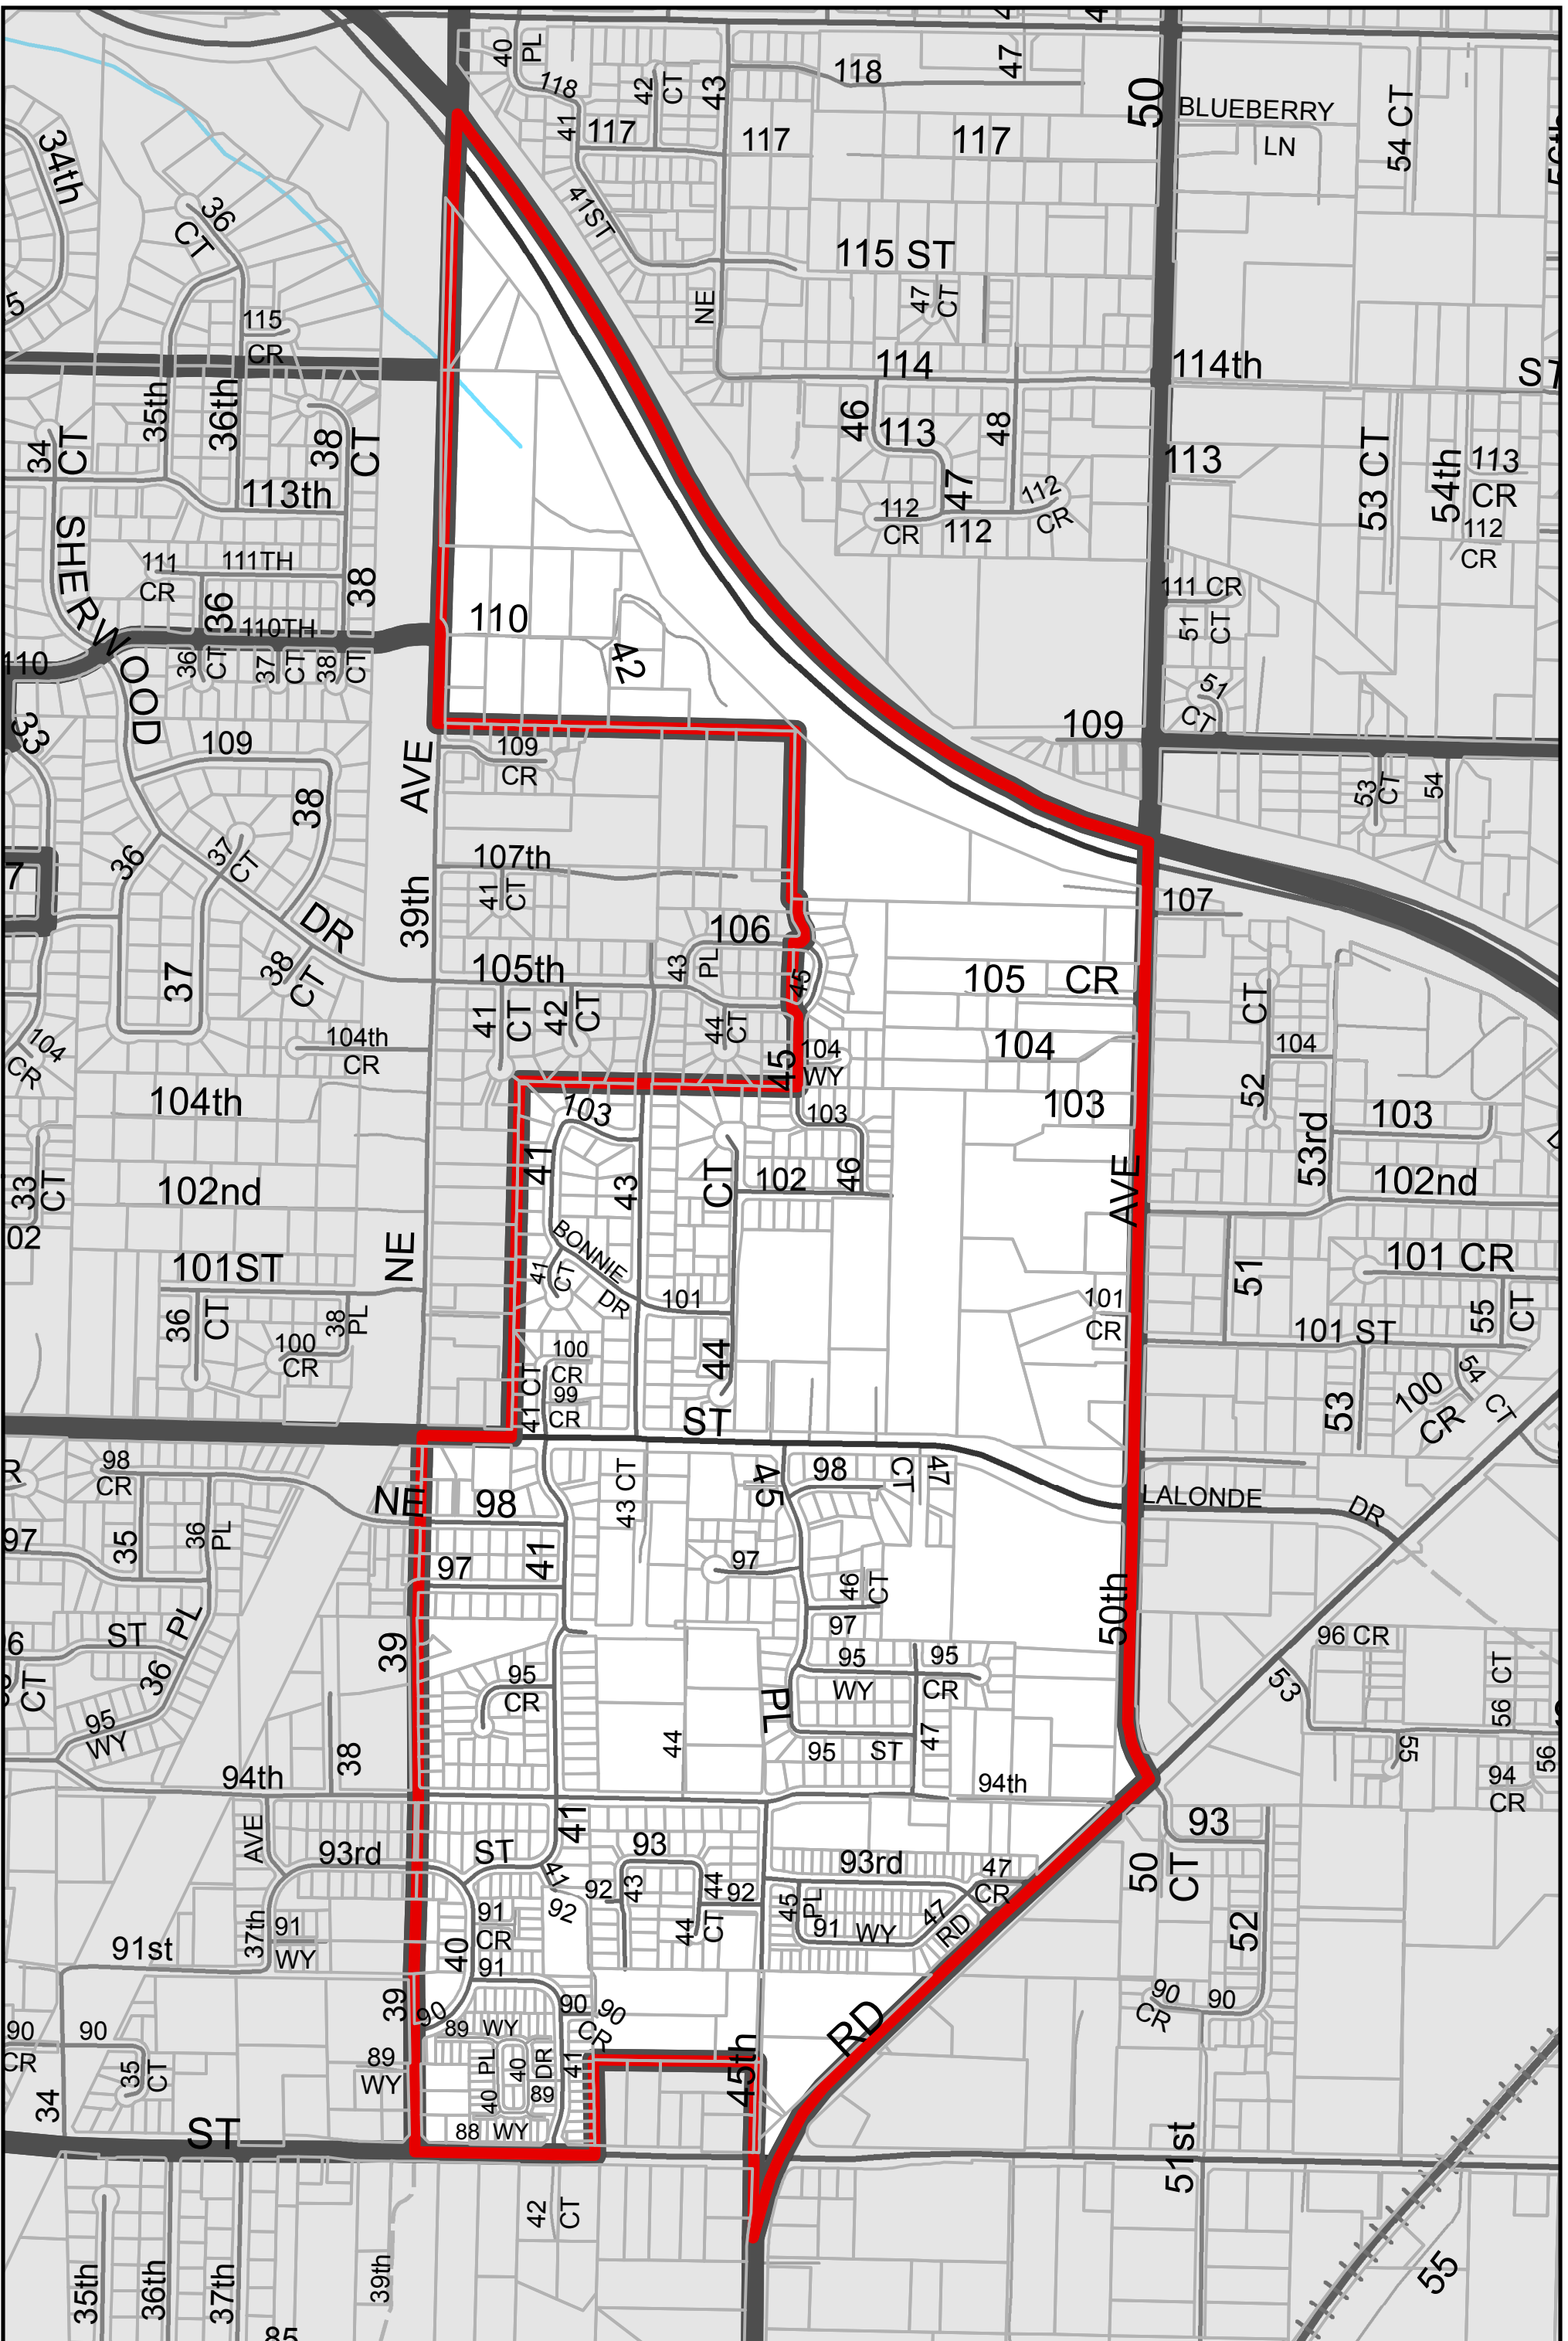 40 PL
118
41
117
42 CT
43
117
118
47
117
50
BLUEBERRY
LN
54 CT
34th
36 CT
41ST
NE
115 ST
47 CT
115 CR
114
114th
ST
35th
36th
34 CT
38 CT
113th
46
113
48
47
112 CR
112
112 CR
113
53 CT
54th
113 CR
112 CR
SHERWOOD
111 CR
111TH
36
38
110TH
110
36 CT
37 CT
38 CT
110
42
111 CR
51 CT
51 CT
33
109
38
AVE
109 CR
109
53 CT
54
36
37 CT
DR
38 CT
37
39th
107th
41 CT
106
43 PL
105th
41 CT
42 CT
44 CT
45
45
107
105 CR
104 WY
104
103
CT
104
52
53rd
103
102nd
104 CR
104th CR
104th
33 CT
102nd
02
101ST
NE
36 CT
38 PL
100 CR
103
41
43
CT
103
102
46
BONNIE DR
41 CT
101
44
100 CR
99 CR
41 CT
AVE
101 CR
51
101 CR
55 CT
101 ST
53
100 CR
54 CT
ST
98 CR
NE
98
97
35
36 PL
97
41
43 CT
45
98
CT
47
LALONDE DR
97
46 CT
97
50th
ST
PL
36
CT
95 WY
39
95 CR
44
PL
95 WY
95 CR
95 ST
47
96 CR
53
56 CT
55
94 CR
38
94th
94th
AVE
93rd
ST
41
41
92
93
92
43
44
92
44 CT
93rd
45 PL
91 WY
47 RD
47 CR
50 CT
93
52
90 CR
90
37th
91 WY
91st
40
91 CR
91
39
90
90
90 CR
89 WY
40 PL
40
DR
89
41
88 WY
89 WY
90 CR
90
35 CT
34
ST
45th
RD
51st
42 CT
35th
36th
37th
39th
85
55